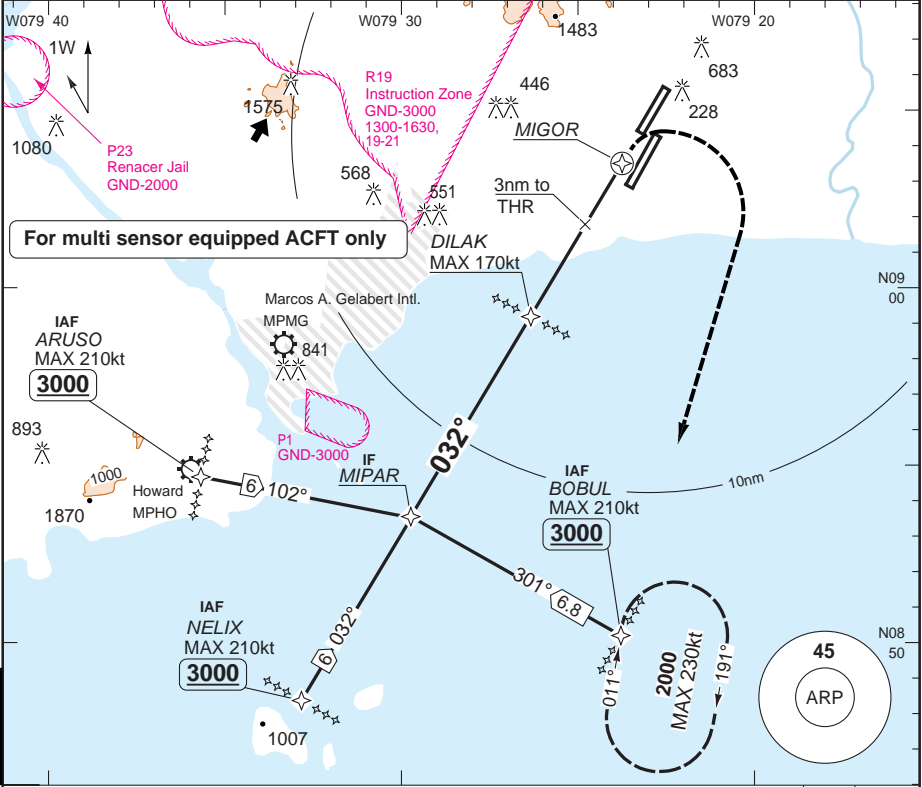 W079 40
W079 30
W079 20
1W
1483
683
228
446
R19
Instruction Zone
GND-3000
1300-1630,
19-21
1575
1080
P23
Renacer Jail
GND-2000
MIGOR
568
551
3nm to
THR
For multi sensor equipped ACFT only
DILAK
MAX 170kt
N09
00
Marcos A. Gelabert Intl.
MPMG
841
IAF
ARUSO
MAX 210kt
3000
893
P1
GND-3000
032°
IF
MIPAR
10nm
IAF
BOBUL
MAX 210kt
3000
1000
1870
Howard
MPHO
6 102°
301° 6.8
IAF
NELIX
MAX 210kt
3000
6 032°
1007
011°
2000
MAX 230kt
191°
N08
50
45
ARP